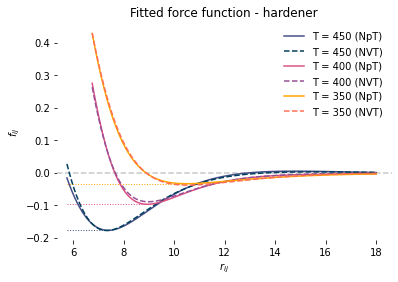 Fitted force function - hardener
T = 450 (NpT)
T = 450 (NVT)
T = 400 (NpT)
T = 400 (NVT)
T = 350 (NpT)
T = 350 (NVT)
0.4
0.3
0.2
0.1
0.0
−0.1
−0.2
f_ij
6 8 10 12 14 16 18
r_ij